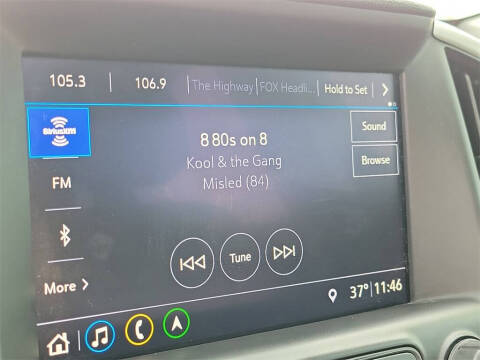 105.3 106.9 The Highway FOX Headli... Hold to Set >
SiriusXM
8 80s on 8
Sound
Kool & the Gang
Browse
FM
Misled (84)
Tune
More >
37° 11:46